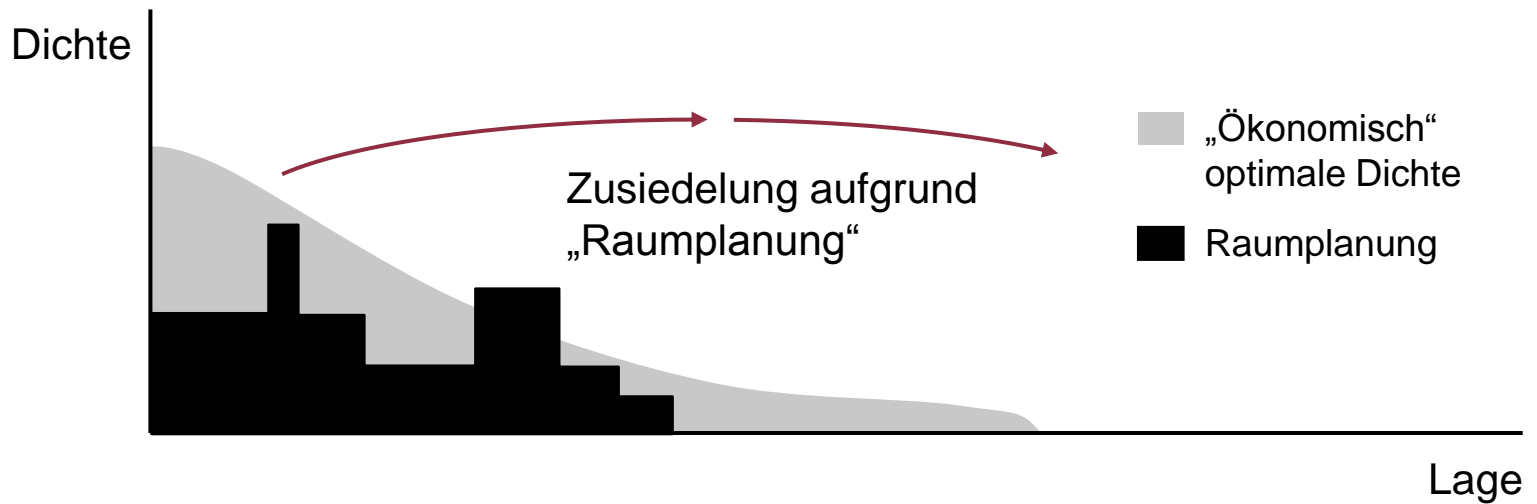 Dichte
Zusiedelung aufgrund
„Raumplanung“
„Ökonomisch“
optimale Dichte
Raumplanung
Lage